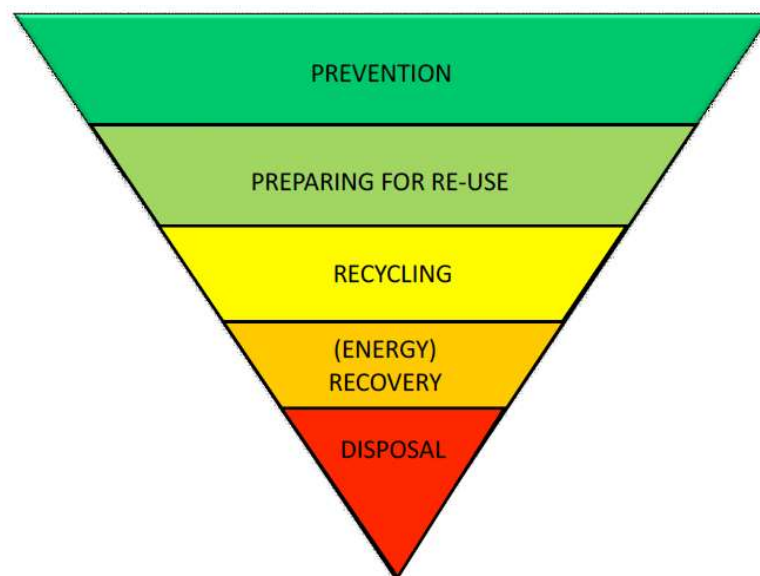 PREVENTION
PREPARING FOR RE-USE
RECYCLING
(ENERGY)
RECOVERY
DISPOSAL